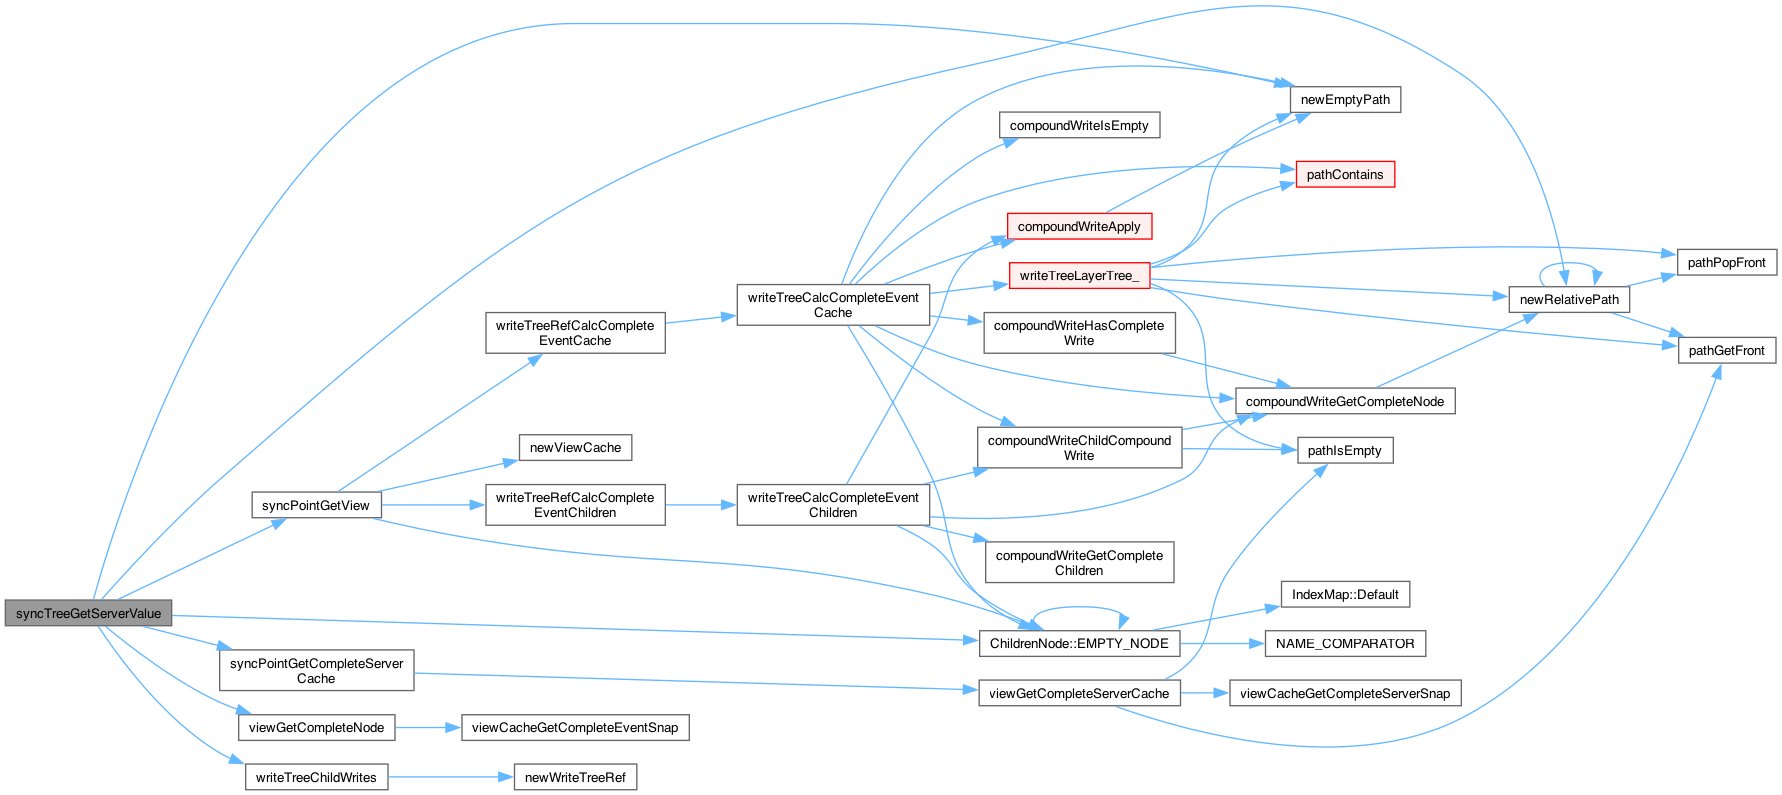 newEmptyPath
compoundWriteIsEmpty
pathContains
compoundWriteApply
pathPopFront
writeTreeLayerTree_
writeTreeCalcCompleteEvent
Cache
newRelativePath
writeTreeRefCalcComplete
EventCache
compoundWriteHasComplete
Write
pathGetFront
compoundWriteGetCompleteNode
newViewCache
compoundWriteChildCompound
Write
pathIsEmpty
syncPointGetView
writeTreeRefCalcComplete
EventChildren
writeTreeCalcCompleteEvent
Children
compoundWriteGetComplete
Children
IndexMap::Default
syncTreeGetServerValue
ChildrenNode::EMPTY_NODE
NAME_COMPARATOR
syncPointGetCompleteServer
Cache
viewGetCompleteServerCache
viewCacheGetCompleteServerSnap
viewGetCompleteNode
viewCacheGetCompleteEventSnap
writeTreeChildWrites
newWriteTreeRef